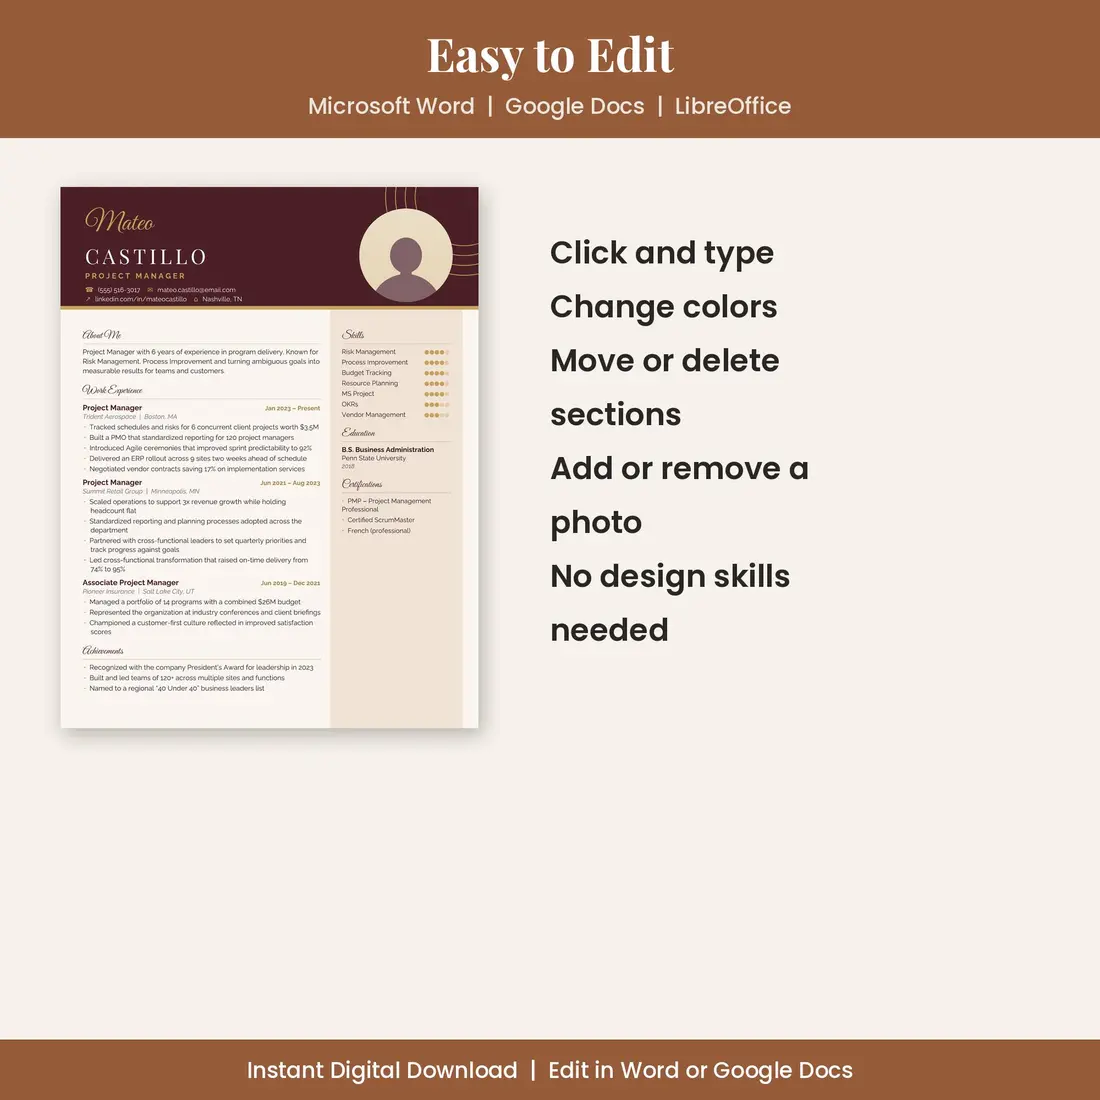 Easy to Edit
Microsoft Word | Google Docs | LibreOffice
Mateo
CASTILLO
PROJECT MANAGER
(555) 516-3017 mateo.castillo@email.com
linkedin.com/in/mateocastillo Nashville, TN
About Me
Project Manager with 6 years of experience in program delivery. Known for
Risk Management, Process Improvement and turning ambiguous goals into
measurable results for teams and customers.
Work Experience
Project Manager Jan 2023 – Present
Trident Aerospace | Boston, MA
Tracked schedules and risks for 6 concurrent client projects worth $3.5M
Built a PMO that standardized reporting for 120 project managers
Introduced Agile ceremonies that improved sprint predictability to 92%
Delivered an ERP rollout across 9 sites two weeks ahead of schedule
Negotiated vendor contracts saving 17% on implementation services
Project Manager Jun 2021 – Aug 2023
Summit Retail Group | Minneapolis, MN
Scaled operations to support 3x revenue growth while holding
headcount flat
Standardized reporting and planning processes adopted across the
department
Partnered with cross-functional leaders to set quarterly priorities and
track progress against goals
Led cross-functional transformation that raised on-time delivery from
74% to 95%
Associate Project Manager Jun 2019 – Dec 2021
Pioneer Insurance | Salt Lake City, UT
Managed a portfolio of 14 programs with a combined $26M budget
Represented the organization at industry conferences and client briefings
Championed a customer-first culture reflected in improved satisfaction
scores
Achievements
Recognized with the company President's Award for leadership in 2023
Built and led teams of 120+ across multiple sites and functions
Named to a regional "40 Under 40" business leaders list
Skills
Risk Management
Process Improvement
Budget Tracking
Resource Planning
MS Project
OKRs
Vendor Management
Education
B.S. Business Administration
Penn State University
2018
Certifications
PMP – Project Management
Professional
Certified ScrumMaster
French (professional)
Click and type
Change colors
Move or delete
sections
Add or remove a
photo
No design skills
needed
Instant Digital Download | Edit in Word or Google Docs